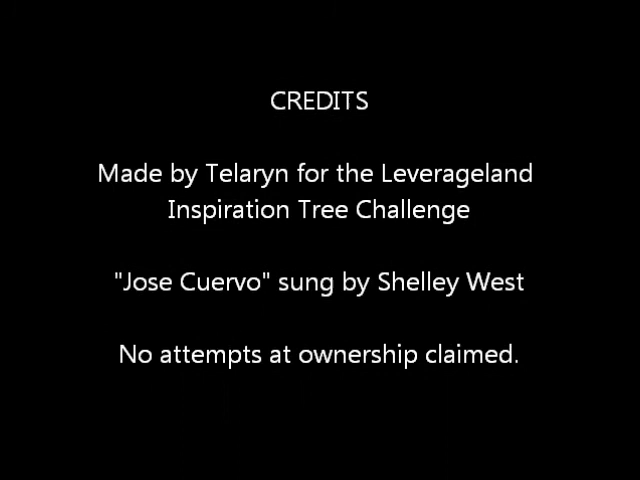 CREDITS
Made by Telaryn for the Leverageland
Inspiration Tree Challenge
"Jose Cuervo" sung by Shelley West
No attempts at ownership claimed.